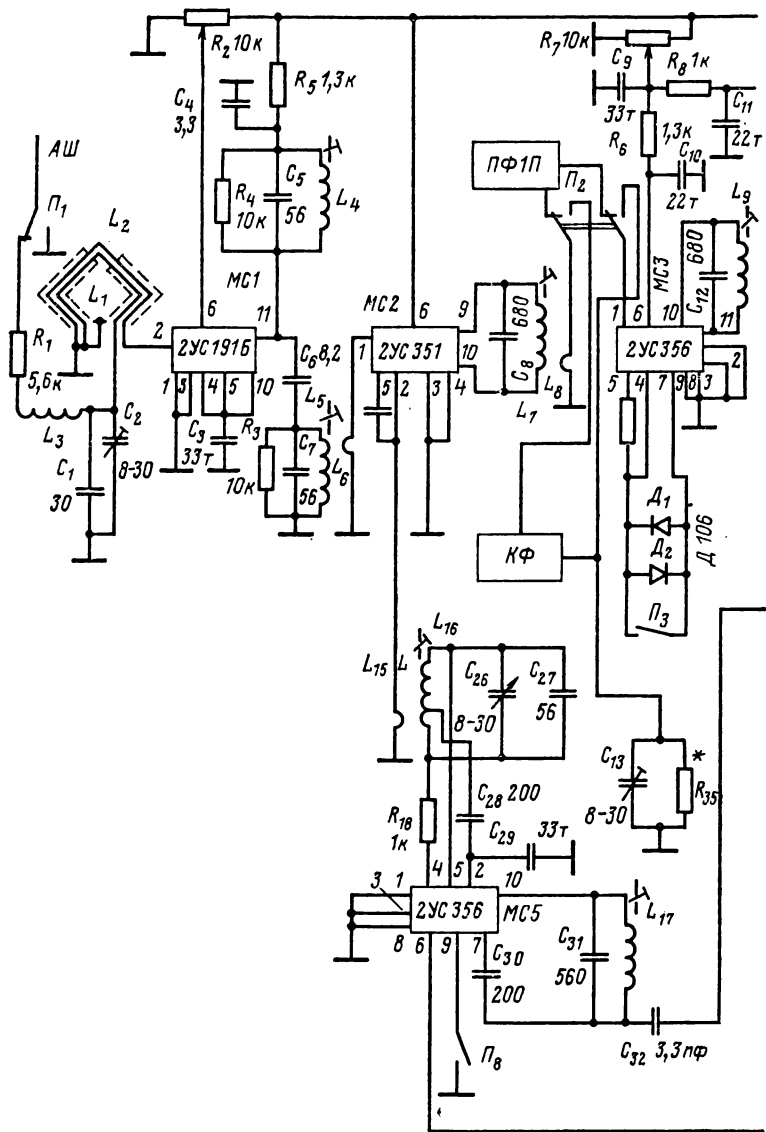 R2 10к
R7 10к
C9
R8 1к
C4
3,3
R5 1,3к
33т
C11
R6
1,3к
22т
АШ
C10
22т
ПФ1П
П2
П1
L2
R4
10к
C5
56
L4
L9
L1
МС1
МС2
МС3
680
C12
6
11
6
9
1
6
10
11
2
2УС191Б
1
2УС351
10
680
2УС356
2
R1
5,6к
1
3
4
5
10
C6 8,2
5
2
3
4
C8
L8
5
4
7
9
8
3
L3
C2
8-30
C3
33т
R3
L5
L7
C1
30
10к
C7
56
L6
КФ
Д1
Д2
Д106
П3
L16
L15
L
C26
8-30
C27
56
C13
8-30
*
R35
C28 200
R18
1к
C29
33т
3
1
4
5
2
10
2УС356
МС5
8
6
9
7
C30
200
C31
560
L17
C32
3,3пф
П8